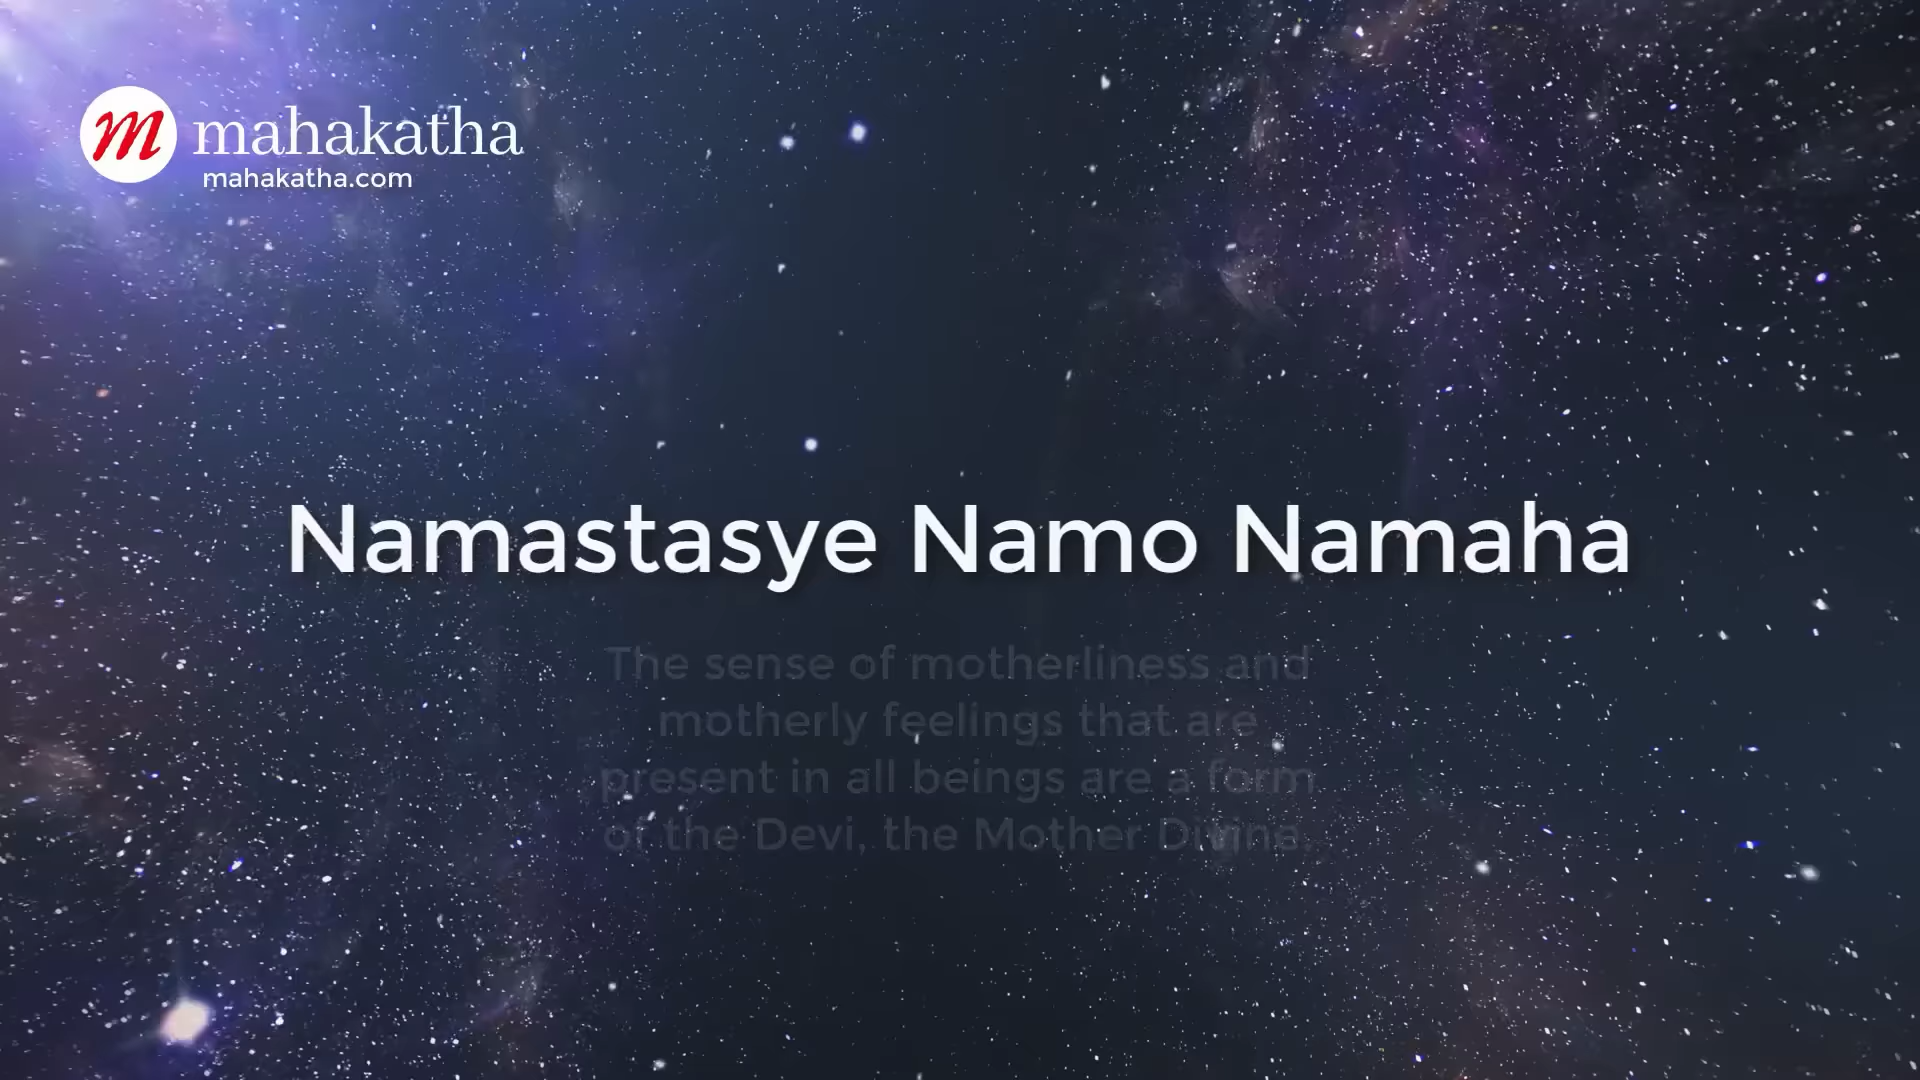 m mahakatha
mahakatha.com
Namastasye Namo Namaha
The sense of motherliness and
motherly feelings that are
present in all beings are a form
of the Devi, the Mother Divine.